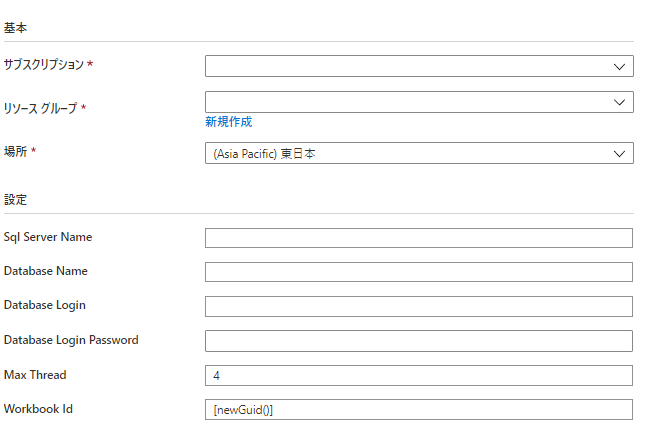 基本
サブスクリプション *
リソース グループ *
新規作成
場所 *
(Asia Pacific) 東日本
設定
Sql Server Name
Database Name
Database Login
Database Login Password
Max Thread
4
Workbook Id
[newGuid()]